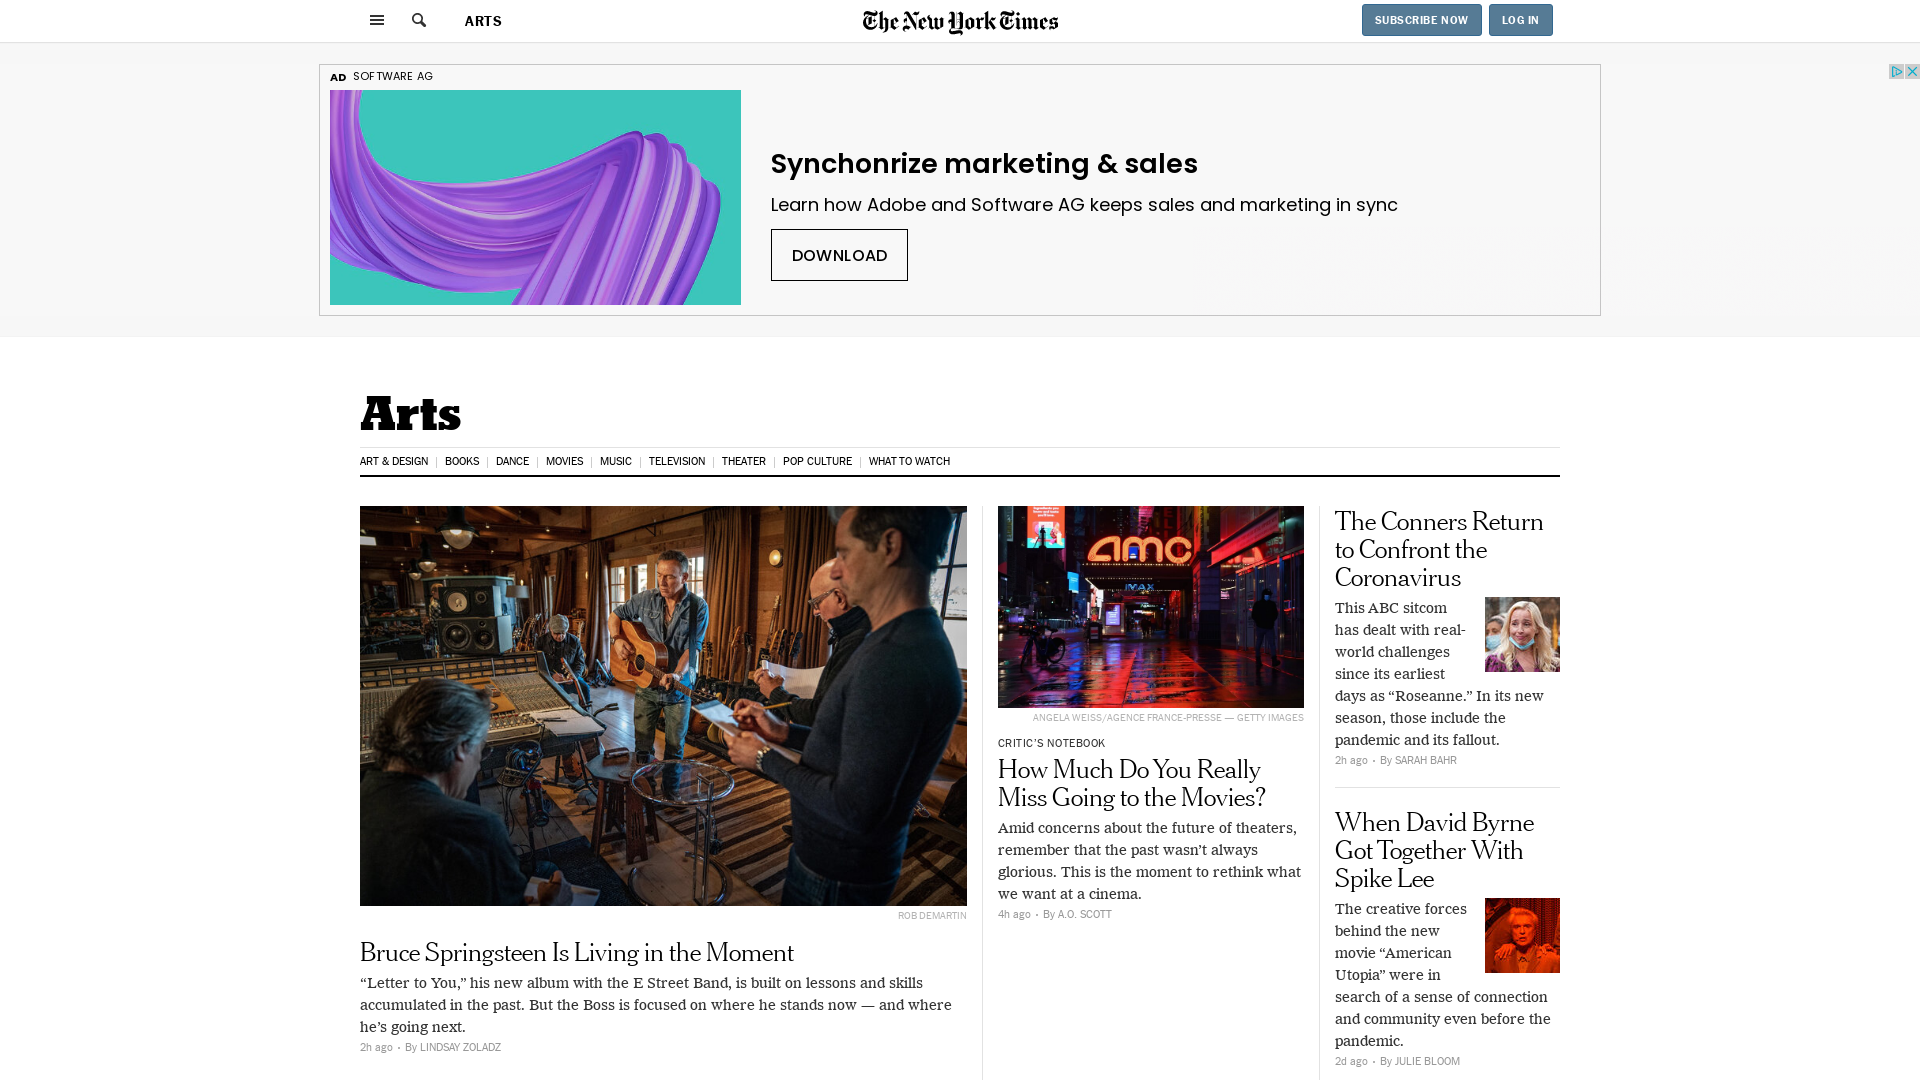 ARTS
The New York Times
SUBSCRIBE NOW
LOG IN
AD SOFTWARE AG
Synchonrize marketing & sales
Learn how Adobe and Software AG keeps sales and marketing in sync
DOWNLOAD
Arts
ART & DESIGN
BOOKS
DANCE
MOVIES
MUSIC
TELEVISION
THEATER
POP CULTURE
WHAT TO WATCH
ROB DEMARTIN
Bruce Springsteen Is Living in the Moment
“Letter to You,” his new album with the E Street Band, is built on lessons and skills
accumulated in the past. But the Boss is focused on where he stands now — and where
he’s going next.
2h ago • By LINDSAY ZOLADZ
amc
IMAX
ANGELA WEISS/AGENCE FRANCE-PRESSE — GETTY IMAGES
CRITIC’S NOTEBOOK
How Much Do You Really
Miss Going to the Movies?
Amid concerns about the future of theaters,
remember that the past wasn’t always
glorious. This is the moment to rethink what
we want at a cinema.
4h ago • By A.O. SCOTT
The Conners Return
to Confront the
Coronavirus
This ABC sitcom
has dealt with real-
world challenges
since its earliest
days as “Roseanne.” In its new
season, those include the
pandemic and its fallout.
2h ago • By SARAH BAHR
When David Byrne
Got Together With
Spike Lee
The creative forces
behind the new
movie “American
Utopia” were in
search of a sense of connection
and community even before the
pandemic.
2d ago • By JULIE BLOOM